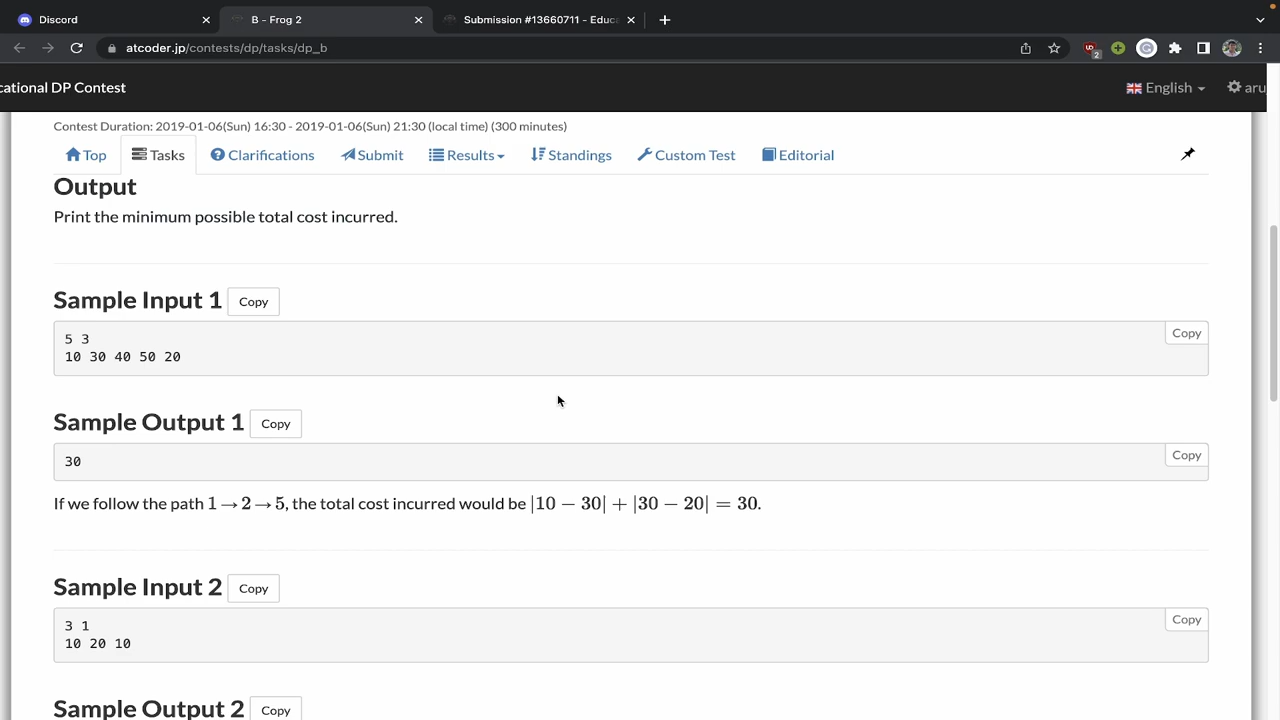 Discord
B - Frog 2
Submission #13660711 - Educa
atcoder.jp/contests/dp/tasks/dp_b
2
cational DP Contest
English
aru
Contest Duration: 2019-01-06(Sun) 16:30 - 2019-01-06(Sun) 21:30 (local time) (300 minutes)
Top
Tasks
Clarifications
Submit
Results
Standings
Custom Test
Editorial
Output
Print the minimum possible total cost incurred.
Sample Input 1
Copy
Copy
5 3
10 30 40 50 20
Sample Output 1
Copy
Copy
30
If we follow the path 1 → 2 → 5, the total cost incurred would be |10 − 30| + |30 − 20| = 30.
Sample Input 2
Copy
Copy
3 1
10 20 10
Sample Output 2
Copy